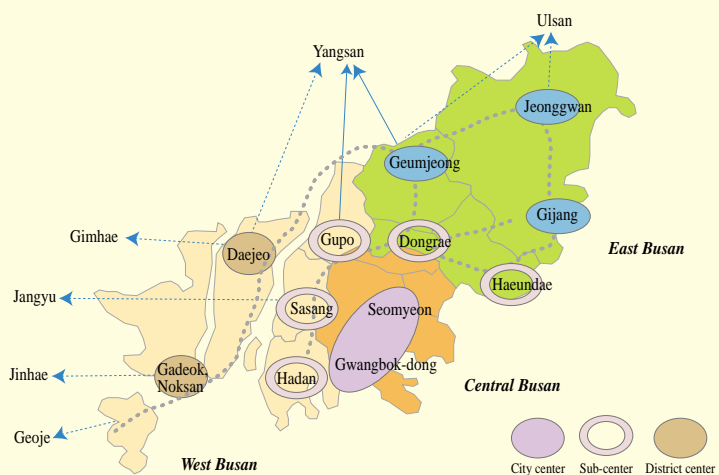 Ulsan
Yangsan
Jeonggwan
Geumjeong
Gijang
Gimhae
Daejeo
Gupo
Dongrae
East Busan
Haeundae
Jangyu
Sasang
Seomyeon
Gwangbok-dong
Jinhae
Gadeok,
Noksan
Hadan
Central Busan
Geoje
West Busan
City center
Sub-center
District center